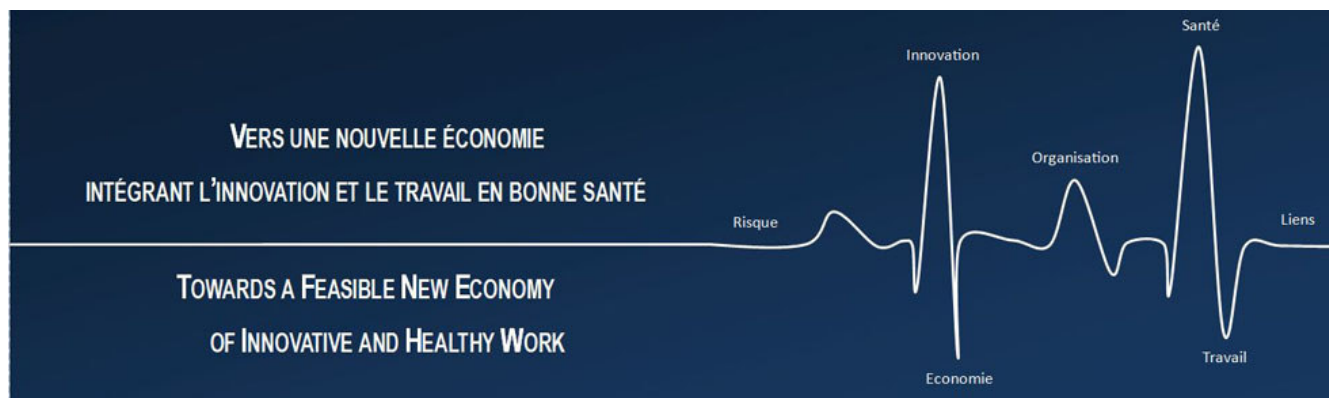 VERS UNE NOUVELLE ÉCONOMIE
INTÉGRANT L'INNOVATION ET LE TRAVAIL EN BONNE SANTÉ
TOWARDS A FEASIBLE NEW ECONOMY
OF INNOVATIVE AND HEALTHY WORK
Risque
Innovation
Economie
Organisation
Santé
Travail
Liens